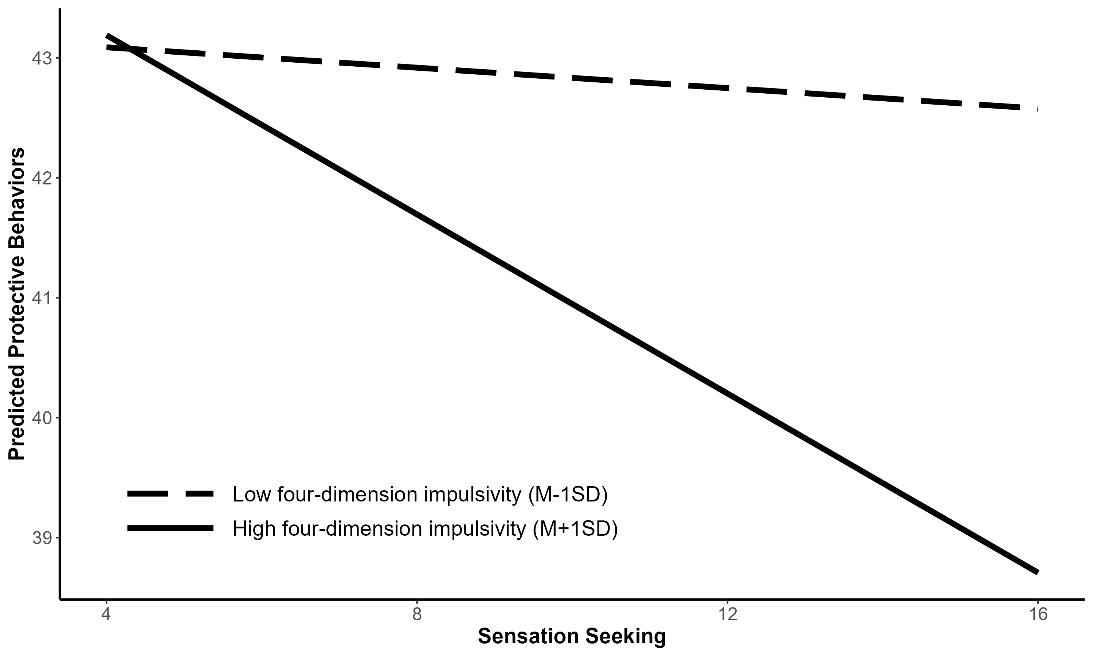 Predicted Protective Behaviors
43
42
41
40
39
Low four-dimension impulsivity (M-1SD)
High four-dimension impulsivity (M+1SD)
4 8 12 16
Sensation Seeking